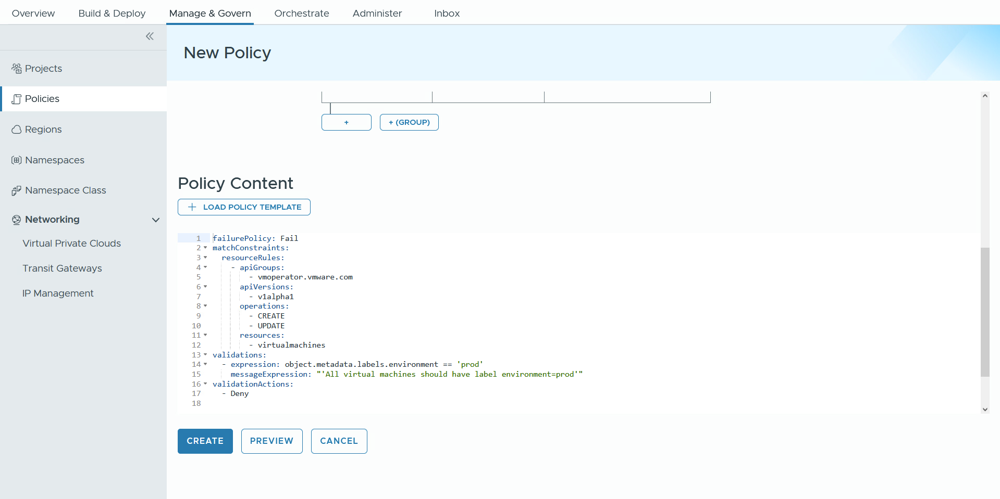 Overview Build & Deploy Manage & Govern Orchestrate Administer Inbox
New Policy
Projects
Policies
Regions
Namespaces
Namespace Class
Networking
Virtual Private Clouds
Transit Gateways
IP Management
+ + (GROUP)
Policy Content
+ LOAD POLICY TEMPLATE
1 failurePolicy: Fail
2 matchConstraints:
3   resourceRules:
4     - apiGroups:
5         - vmoperator.vmware.com
6       apiVersions:
7         - v1alpha1
8       operations:
9         - CREATE
10         - UPDATE
11       resources:
12         - virtualmachines
13 validations:
14   - expression: object.metadata.labels.environment == 'prod'
15     messageExpression: "'All virtual machines should have label environment=prod'"
16 validationActions:
17   - Deny
18
CREATE PREVIEW CANCEL